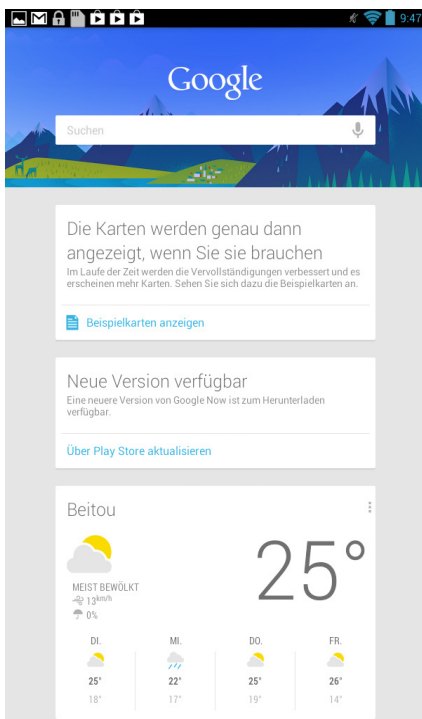 9:47
Google
Suchen
Die Karten werden genau dann
angezeigt, wenn Sie sie brauchen
Im Laufe der Zeit werden die Vervollständigungen verbessert und es
erscheinen mehr Karten. Sehen Sie sich dazu die Beispielkarten an.
Beispielkarten anzeigen
Neue Version verfügbar
Eine neuere Version von Google Now ist zum Herunterladen
verfügbar.
Über Play Store aktualisieren
Beitou
25°
MEIST BEWÖLKT
13km/h
0%
DI. MI. DO. FR.
25° 22° 25° 26°
18° 17° 19° 14°